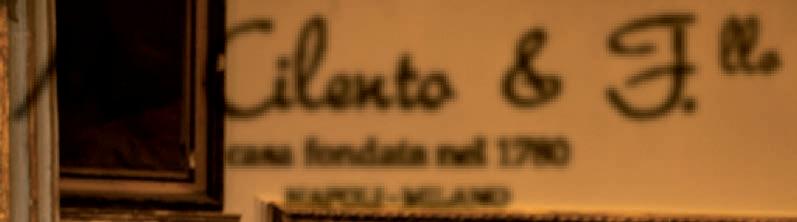 Cilento & F.llo
casa fondata nel 1780
NAPOLI - MILANO